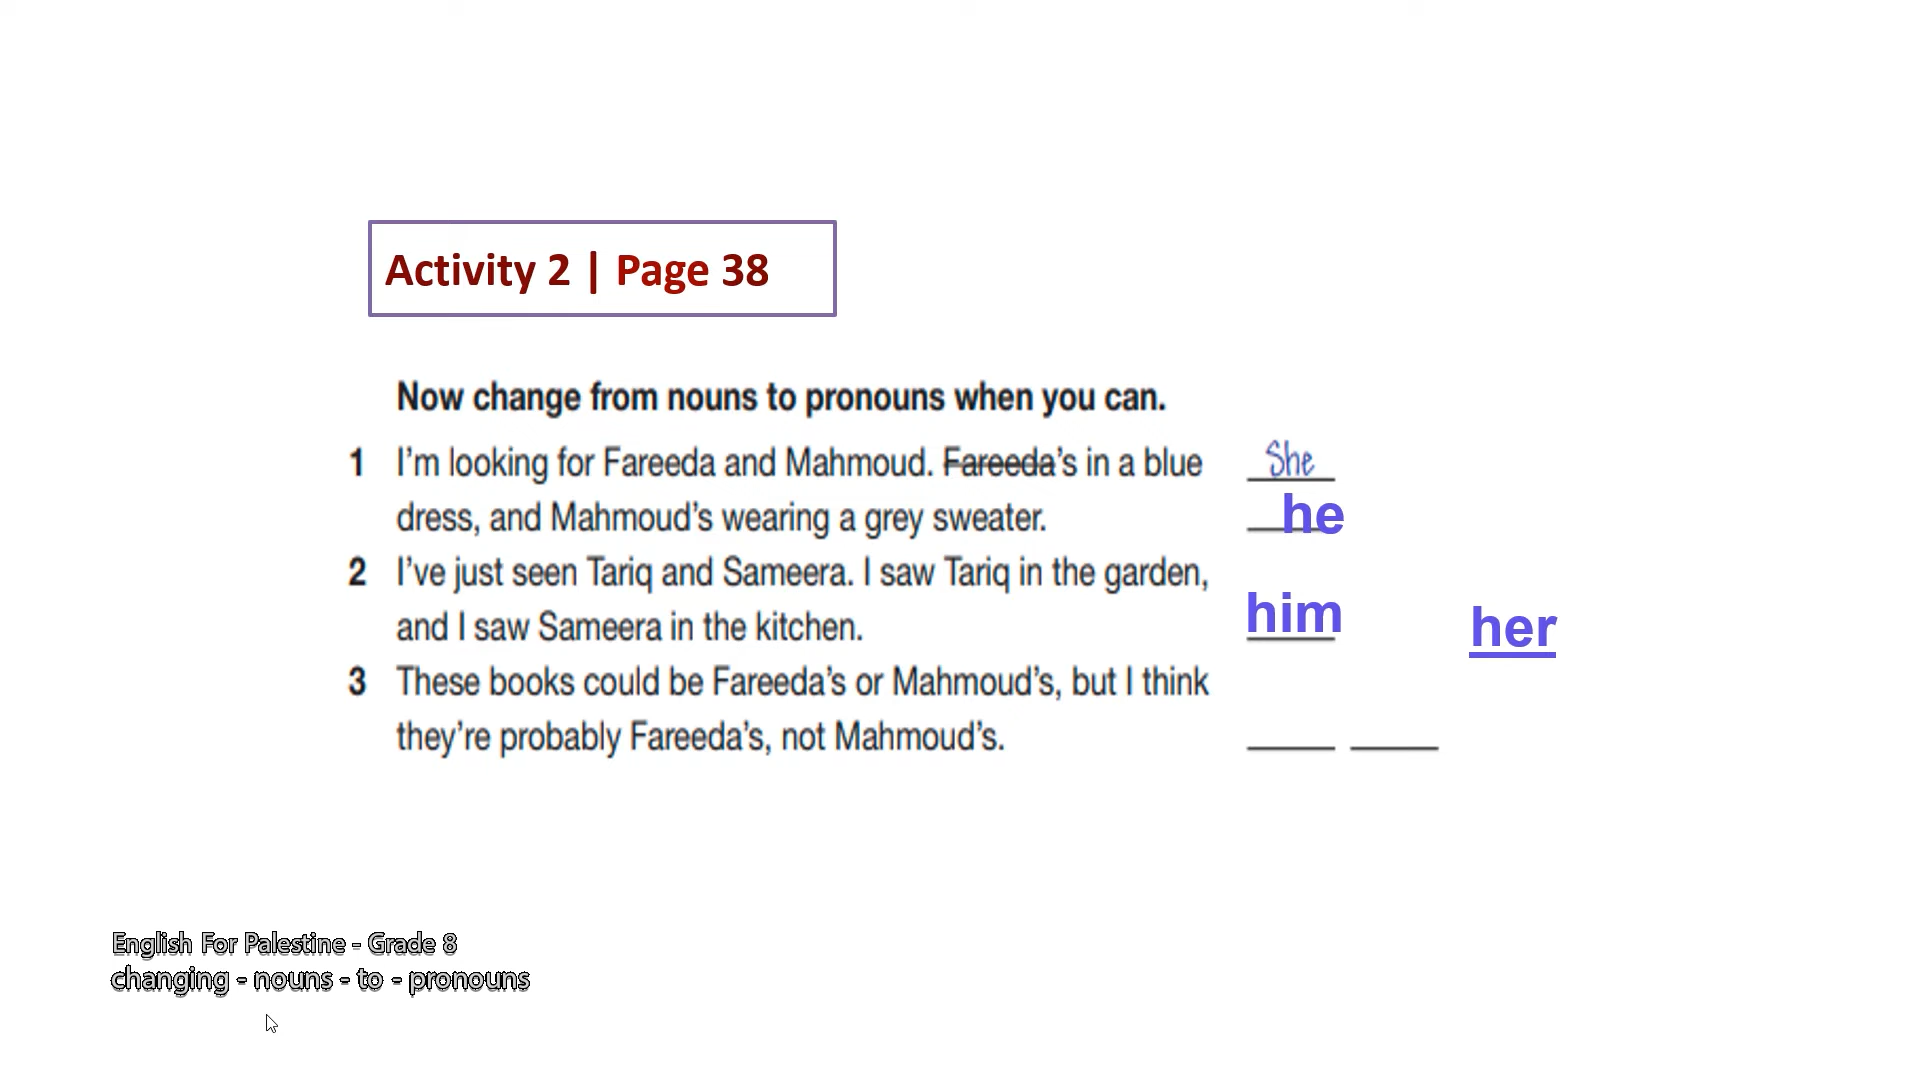 Activity 2 | Page 38
Now change from nouns to pronouns when you can.
1 I'm looking for Fareeda and Mahmoud. Fareeda's in a blue She
dress, and Mahmoud's wearing a grey sweater. he
2 I've just seen Tariq and Sameera. I saw Tariq in the garden,
and I saw Sameera in the kitchen. him her
3 These books could be Fareeda's or Mahmoud's, but I think
they're probably Fareeda's, not Mahmoud's.
English For Palestine - Grade 8
changing - nouns - to - pronouns